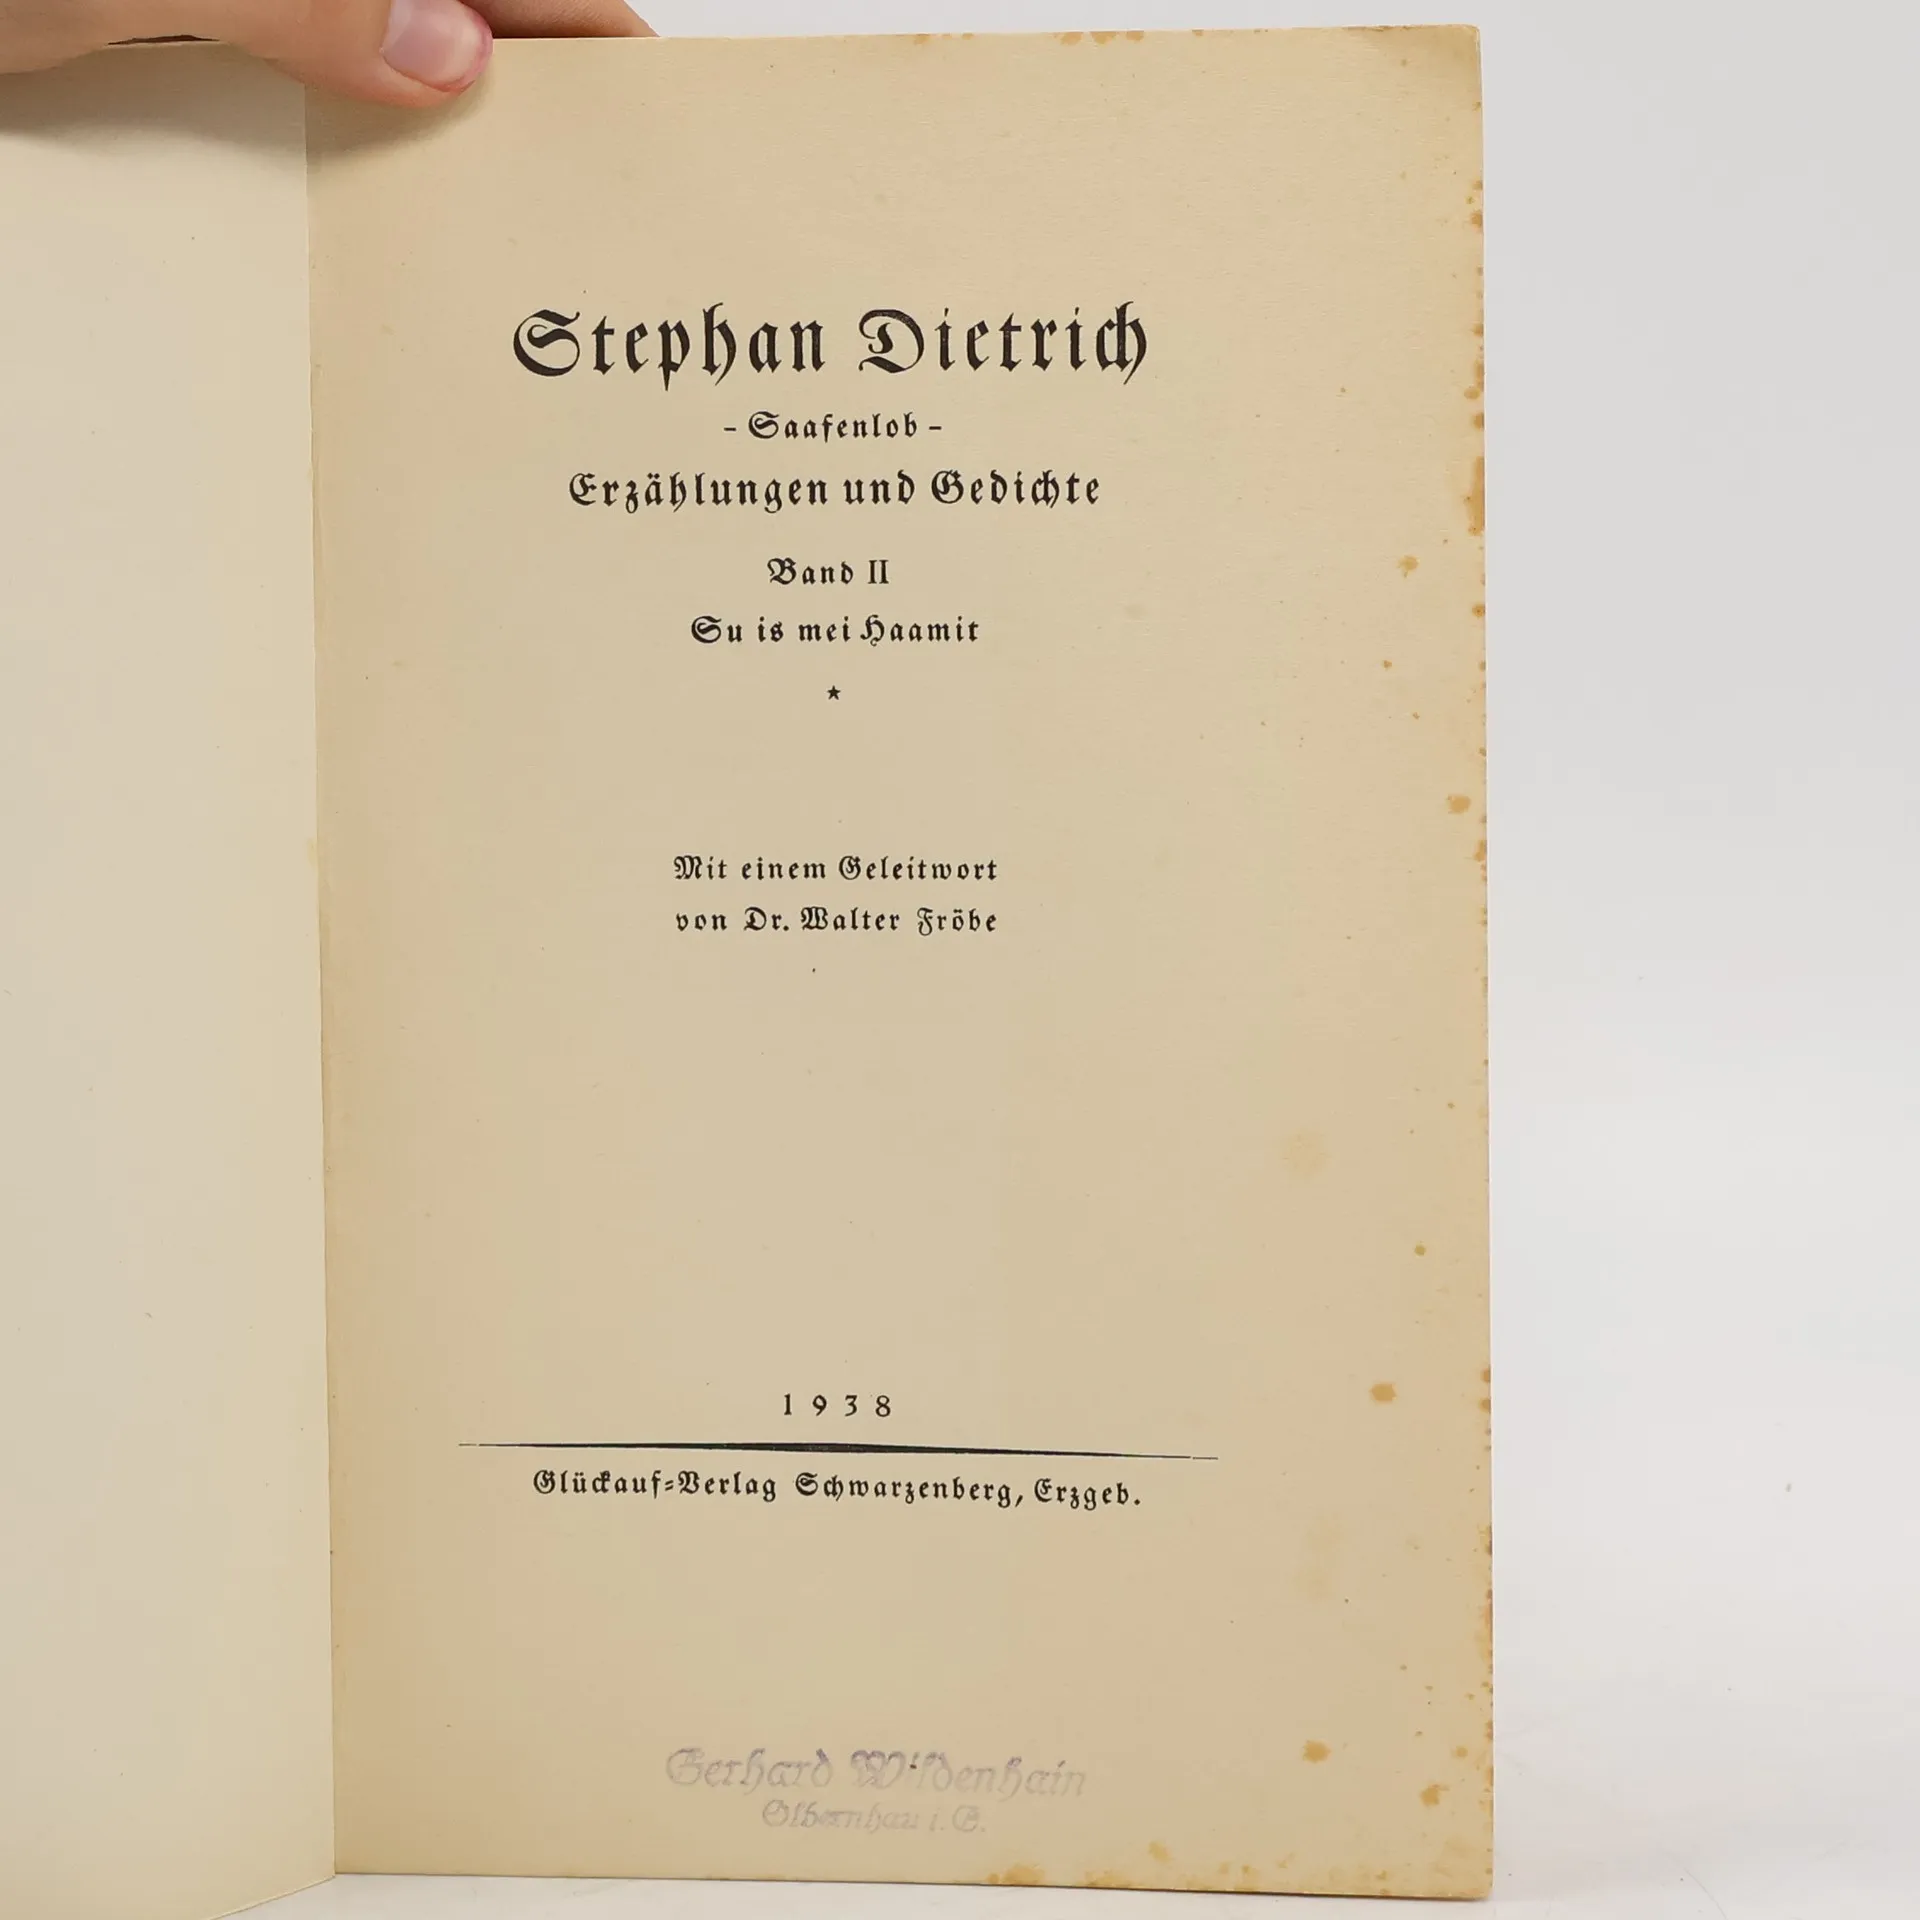 Stephan Dietrich
- Saafenlob -
Erzählungen und Gedichte
Band II
Su is mei Haamit
*
Mit einem Geleitwort
von Dr. Walter Fröbe
1938
Glückauf-Verlag Schwarzenberg, Erzgeb.
Gerhard Wildenhain
Olbernhau i. E.